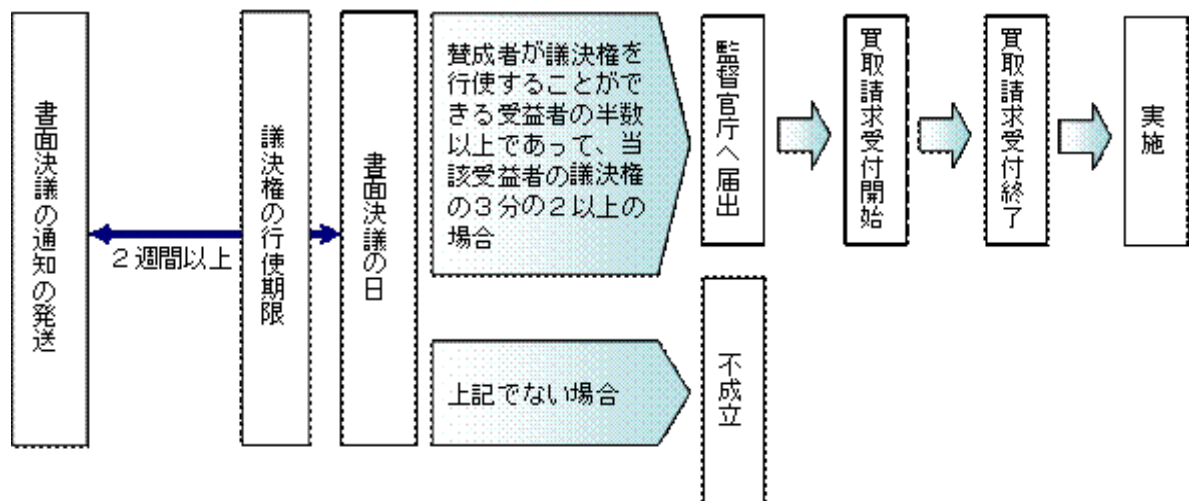 書面決議の通知の発送
2週間以上
議決権の行使期限
書面決議の日
賛成者が議決権を
行使することがで
きる受益者の半数
以上であって、当
該受益者の議決権
の3分の2以上の
場合
監督官庁へ届出
買取請求受付開始
買取請求受付終了
実施
上記でない場合
不成立